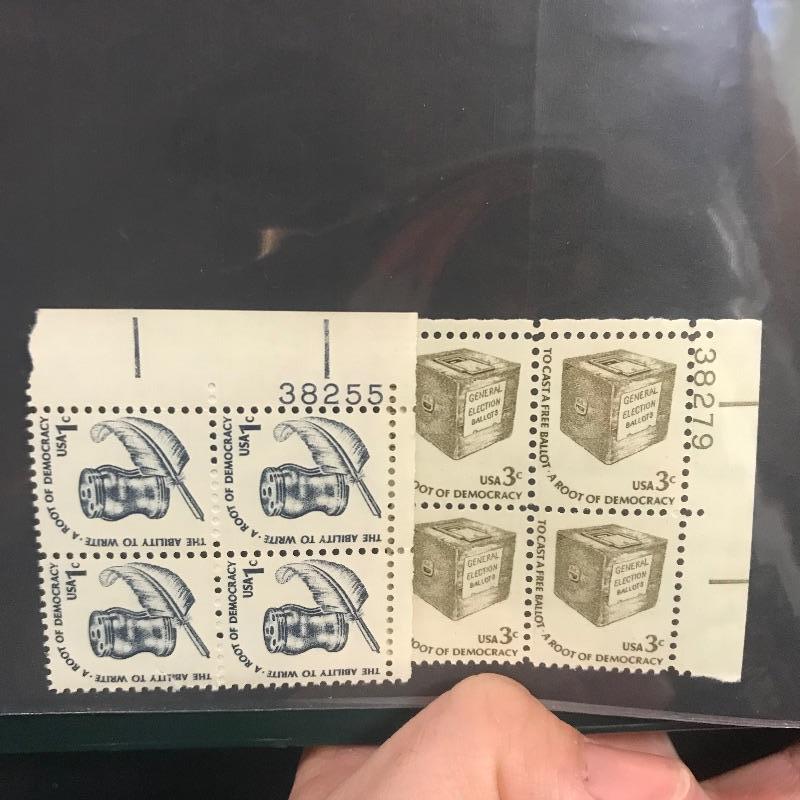 38255
USA 1c
THE ABILITY TO WRITE · A ROOT OF DEMOCRACY
USA 1c
THE ABILITY TO WRITE · A ROOT OF DEMOCRACY
USA 1c
THE ABILITY TO WRITE · A ROOT OF DEMOCRACY
USA 1c
THE ABILITY TO WRITE · A ROOT OF DEMOCRACY
38279
GENERAL
ELECTION
BALLOTS
USA 3c
OOT OF DEMOCRACY
TO CAST A FREE BALLOT · A ROOT OF DEMOCRACY
GENERAL
ELECTION
BALLOTS
USA 3c
GENERAL
ELECTION
BALLOTS
USA 3c
OOT OF DEMOCRACY
TO CAST A FREE BALLOT · A ROOT OF DEMOCRACY
GENERAL
ELECTION
BALLOTS
USA 3c